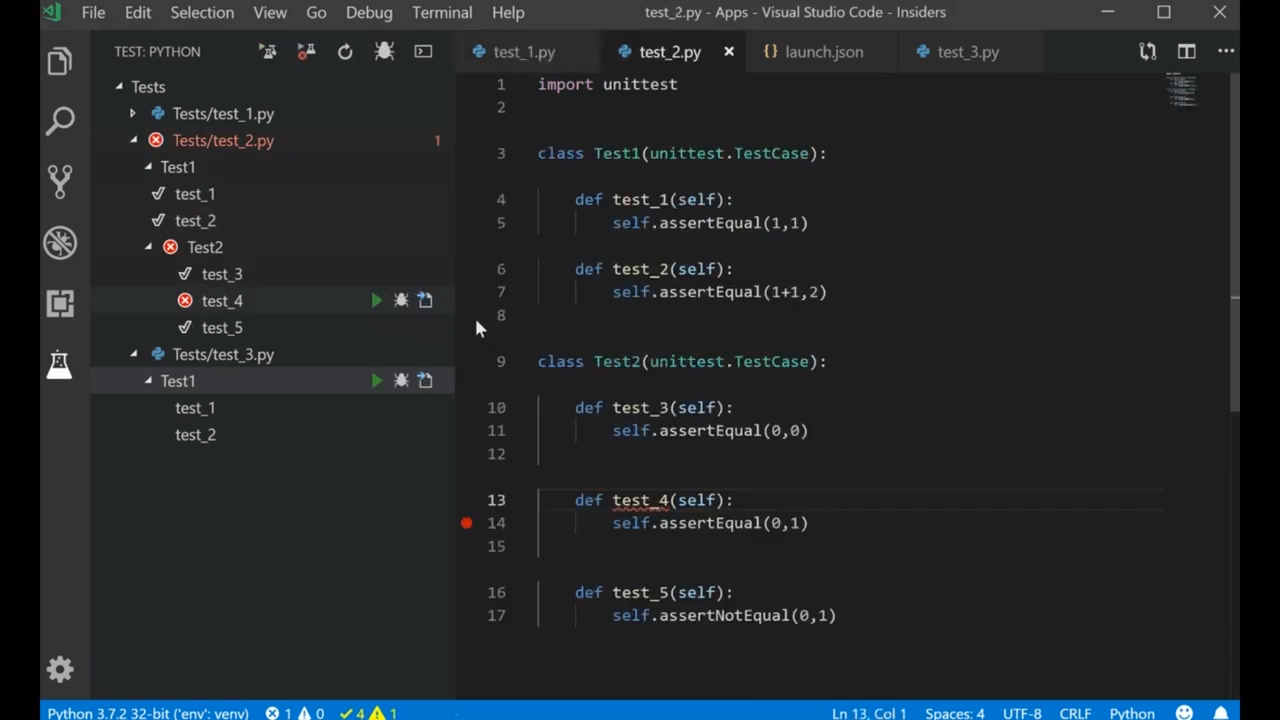 File Edit Selection View Go Debug Terminal Help test_2.py - Apps - Visual Studio Code - Insiders
TEST: PYTHON
test_1.py test_2.py {} launch.json test_3.py
Tests
Tests/test_1.py
Tests/test_2.py 1
Test1
test_1
test_2
Test2
test_3
test_4
test_5
Tests/test_3.py
Test1
test_1
test_2
1 import unittest
2
3 class Test1(unittest.TestCase):
4 def test_1(self):
5 self.assertEqual(1,1)
6 def test_2(self):
7 self.assertEqual(1+1,2)
8
9 class Test2(unittest.TestCase):
10 def test_3(self):
11 self.assertEqual(0,0)
12
13 def test_4(self):
14 self.assertEqual(0,1)
15
16 def test_5(self):
17 self.assertNotEqual(0,1)
Python 3.7.2 32-bit ('env': venv) 1 0 4 1 Ln 13, Col 1 Spaces: 4 UTF-8 CRLF Python